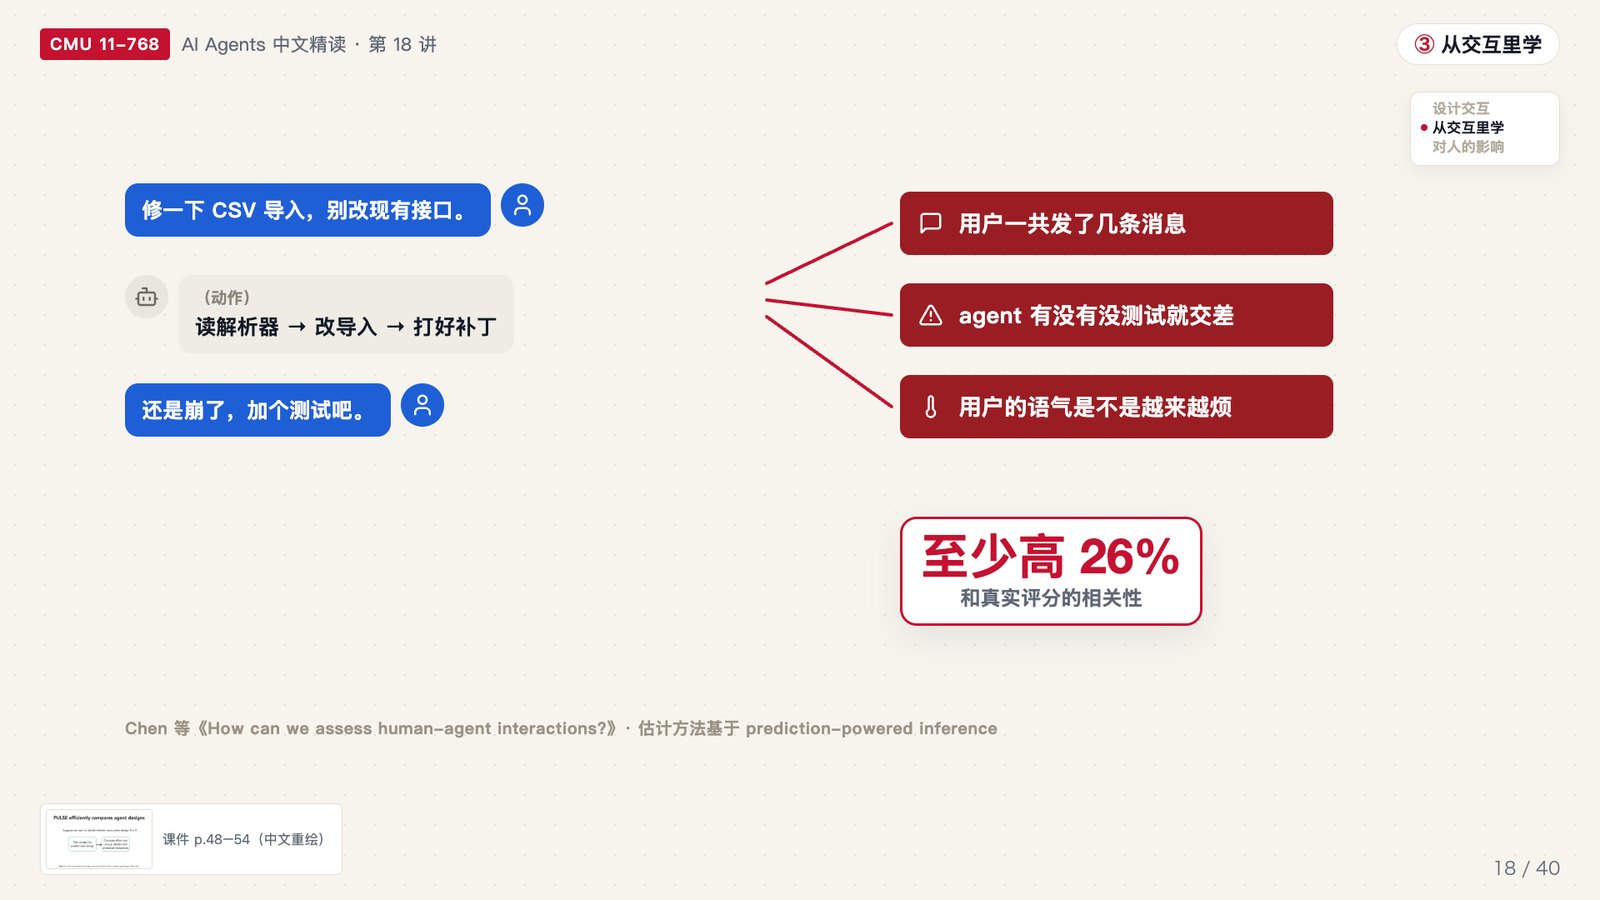 CMU 11-768 AI Agents 中文精读 · 第 18 讲
③ 从交互里学
设计交互
从交互里学
对人的影响
修一下 CSV 导入，别改现有接口。
（动作）
读解析器 → 改导入 → 打好补丁
还是崩了，加个测试吧。
用户一共发了几条消息
agent 有没有没测试就交差
用户的语气是不是越来越烦
至少高 26%
和真实评分的相关性
Chen 等《How can we assess human-agent interactions?》· 估计方法基于 prediction-powered inference
PULSE efficiently compares agent designs
课件 p.48—54（中文重绘）
18 / 40